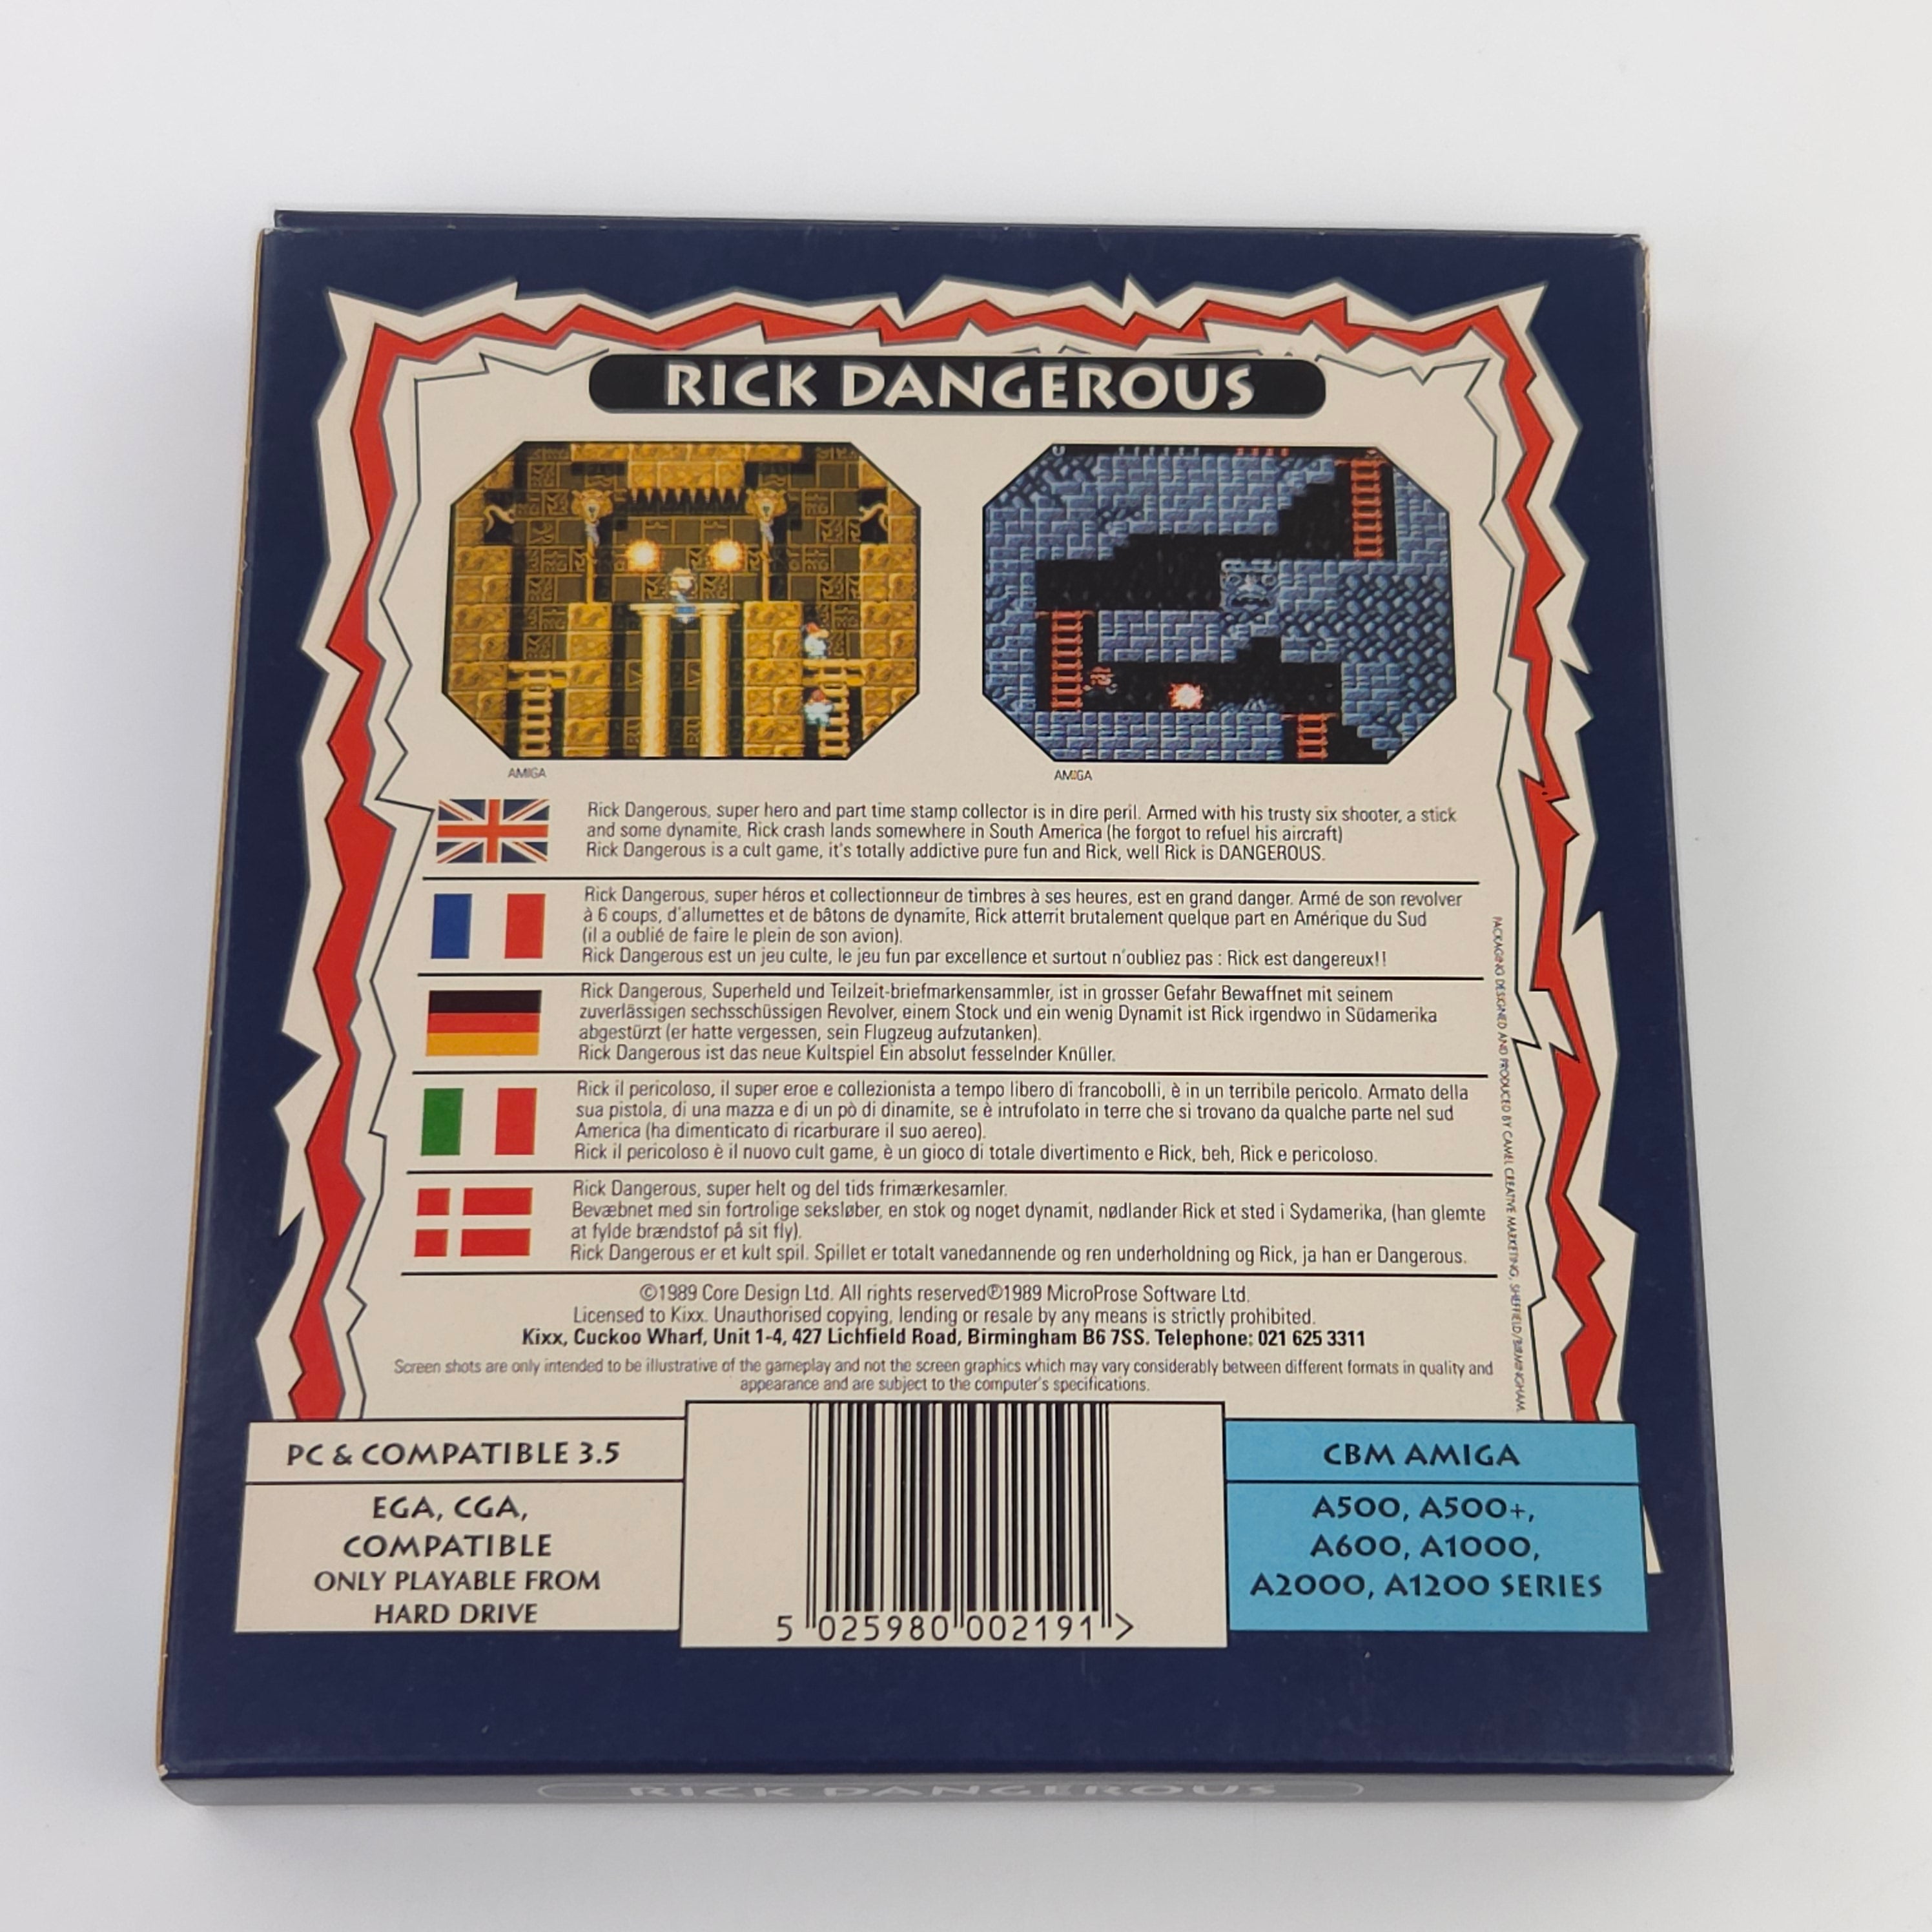 RICK DANGEROUS
AMIGA
AMIGA
Rick Dangerous, super hero and part time stamp collector is in dire peril. Armed with his trusty six shooter, a stick
and some dynamite, Rick crash lands somewhere in South America (he forgot to refuel his aircraft)
Rick Dangerous is a cult game, it's totally addictive pure fun and Rick, well Rick is DANGEROUS.
Rick Dangerous, super héros et collectionneur de timbres à ses heures, est en grand danger. Armé de son revolver
à 6 coups, d'allumettes et de bâtons de dynamite, Rick atterrit brutalement quelque part en Amérique du Sud
(il a oublié de faire le plein de son avion).
Rick Dangerous est un jeu culte, le jeu fun par excellence et surtout n'oubliez pas : Rick est dangereux!!
Rick Dangerous, Superheld und Teilzeit-briefmarkensammler, ist in grosser Gefahr Bewaffnet mit seinem
zuverlässigen sechsschüssigen Revolver, einem Stock und ein wenig Dynamit ist Rick irgendwo in Südamerika
abgestürzt (er hatte vergessen, sein Flugzeug aufzutanken).
Rick Dangerous ist das neue Kultspiel Ein absolut fesselnder Knüller.
Rick il pericoloso, il super eroe e collezionista a tempo libero di francobolli, è in un terribile pericolo. Armato della
sua pistola, di una mazza e di un pò di dinamite, se è intrufolato in terre che si trovano da qualche parte nel sud
America (ha dimenticato di ricarburare il suo aereo).
Rick il pericoloso è il nuovo cult game, è un gioco di totale divertimento e Rick, beh, Rick e pericoloso.
Rick Dangerous, super helt og del tids frimærkesamler.
Bevæbnet med sin fortrolige seksløber, en stok og noget dynamit, nødlander Rick et sted i Sydamerika, (han glemte
at fylde brændstof på sit fly).
Rick Dangerous er et kult spil. Spillet er totalt vanedannende og ren underholdning og Rick, ja han er Dangerous.
PACKAGING DESIGNED AND PRODUCED BY CAMEL CREATIVE MARKETING, SHEFFIELD/BIRMINGHAM.
©1989 Core Design Ltd. All rights reserved℗1989 MicroProse Software Ltd.
Licensed to Kixx. Unauthorised copying, lending or resale by any means is strictly prohibited.
Kixx, Cuckoo Wharf, Unit 1-4, 427 Lichfield Road, Birmingham B6 7SS. Telephone: 021 625 3311
Screen shots are only intended to be illustrative of the gameplay and not the screen graphics which may vary considerably between different formats in quality and
appearance and are subject to the computer's specifications.
PC & COMPATIBLE 3.5
EGA, CGA,
COMPATIBLE
ONLY PLAYABLE FROM
HARD DRIVE
5 025980 002191 >
CBM AMIGA
A500, A500+,
A600, A1000,
A2000, A1200 SERIES
RICK DANGEROUS